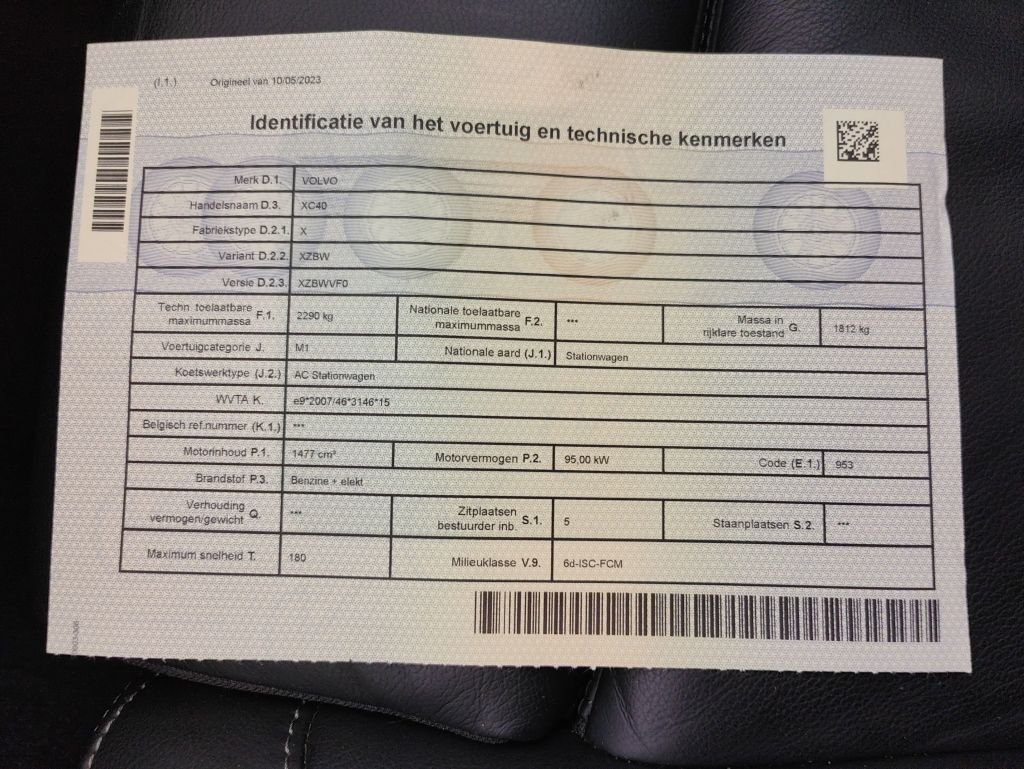 (I.1.) Origineel van 10/05/2023
Identificatie van het voertuig en technische kenmerken
Merk D.1. VOLVO
Handelsnaam D.3. XC40
Fabriekstype D.2.1. X
Variant D.2.2. XZBW
Versie D.2.3. XZBWVF0
Techn toelaatbare maximummassa F.1. 2290 kg Nationale toelaatbare maximummassa F.2. *** Massa in rijklare toestand G. 1812 kg
Voertuigcategorie J. M1 Nationale aard (J.1.) Stationwagen
Koetswerktype (J.2.) AC Stationwagen
WVTA K. e9*2007/46*3146*15
Belgisch ref.nummer (K.1.) ***
Motorinhoud P.1. 1477 cm³ Motorvermogen P.2. 95,00 kW Code (E.1.) 953
Brandstof P.3. Benzine + elekt
Verhouding vermogen/gewicht Q. *** Zitplaatsen bestuurder inb. S.1. 5 Staanplaatsen S.2. ***
Maximum snelheid T. 180 Milieuklasse V.9. 6d-ISC-FCM